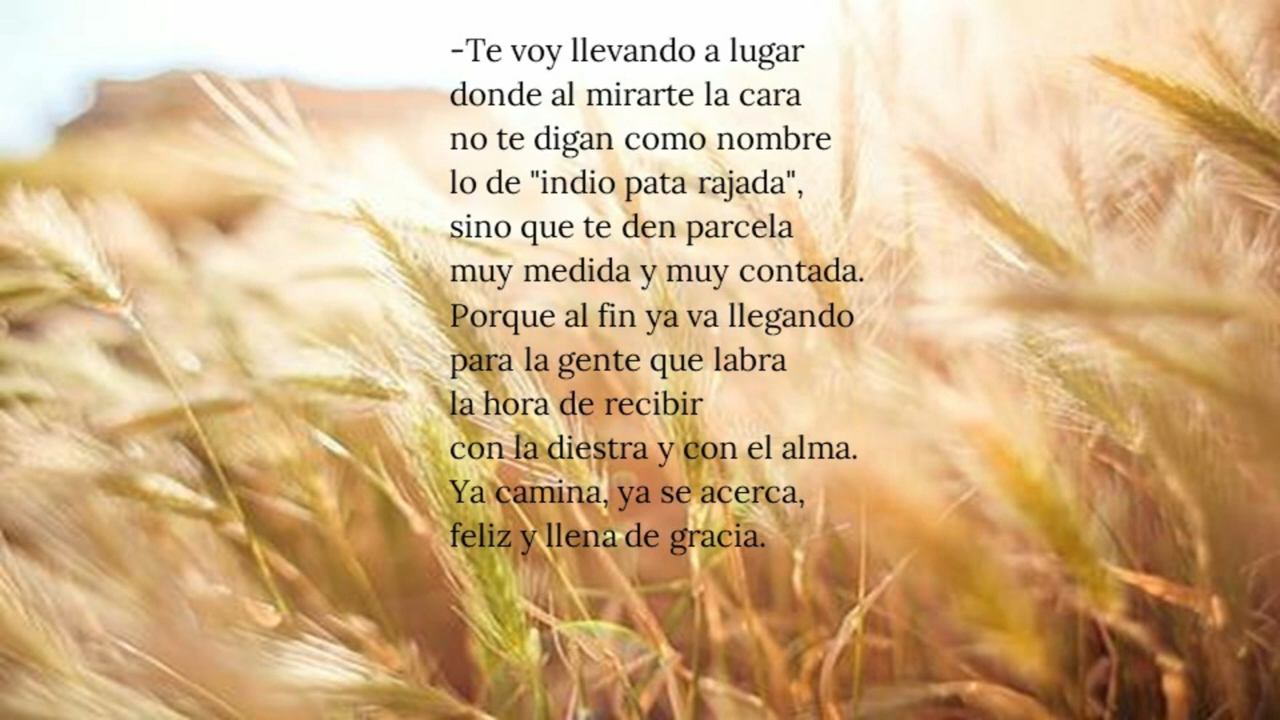 -Te voy llevando a lugar
donde al mirarte la cara
no te digan como nombre
lo de "indio pata rajada",
sino que te den parcela
muy medida y muy contada.
Porque al fin ya va llegando
para la gente que labra
la hora de recibir
con la diestra y con el alma.
Ya camina, ya se acerca,
feliz y llena de gracia.